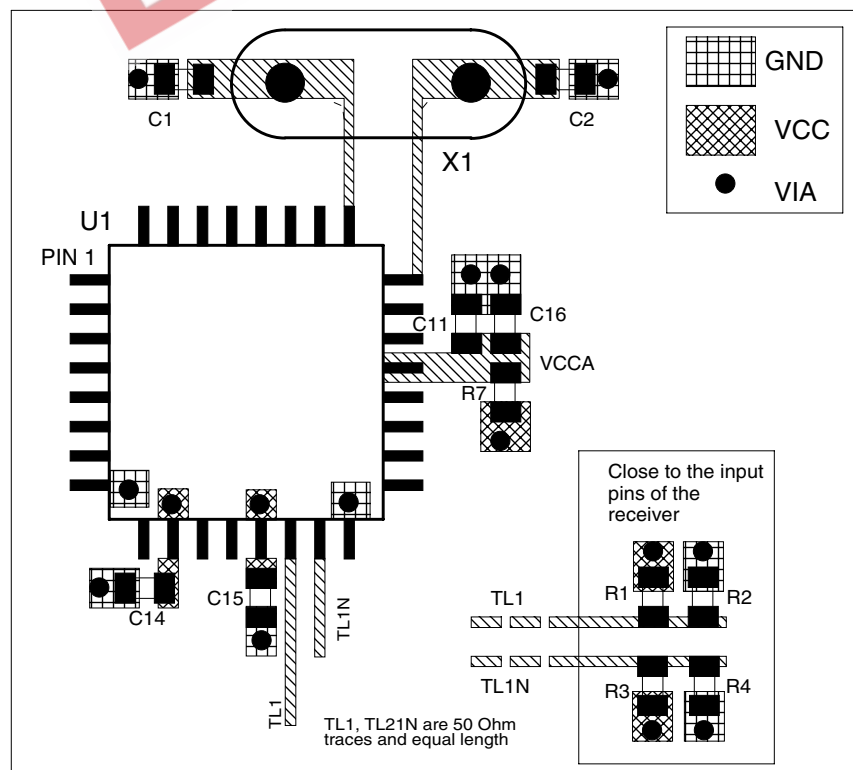 GND
C1
C2
X1
VCC
VIA
U1
PIN 1
C11
C16
VCCA
R7
Close to the input
pins of the
receiver
R1
R2
TL1
C14
C15
TL1N
TL1N
R3
R4
TL1
TL1, TL21N are 50 Ohm
traces and equal length